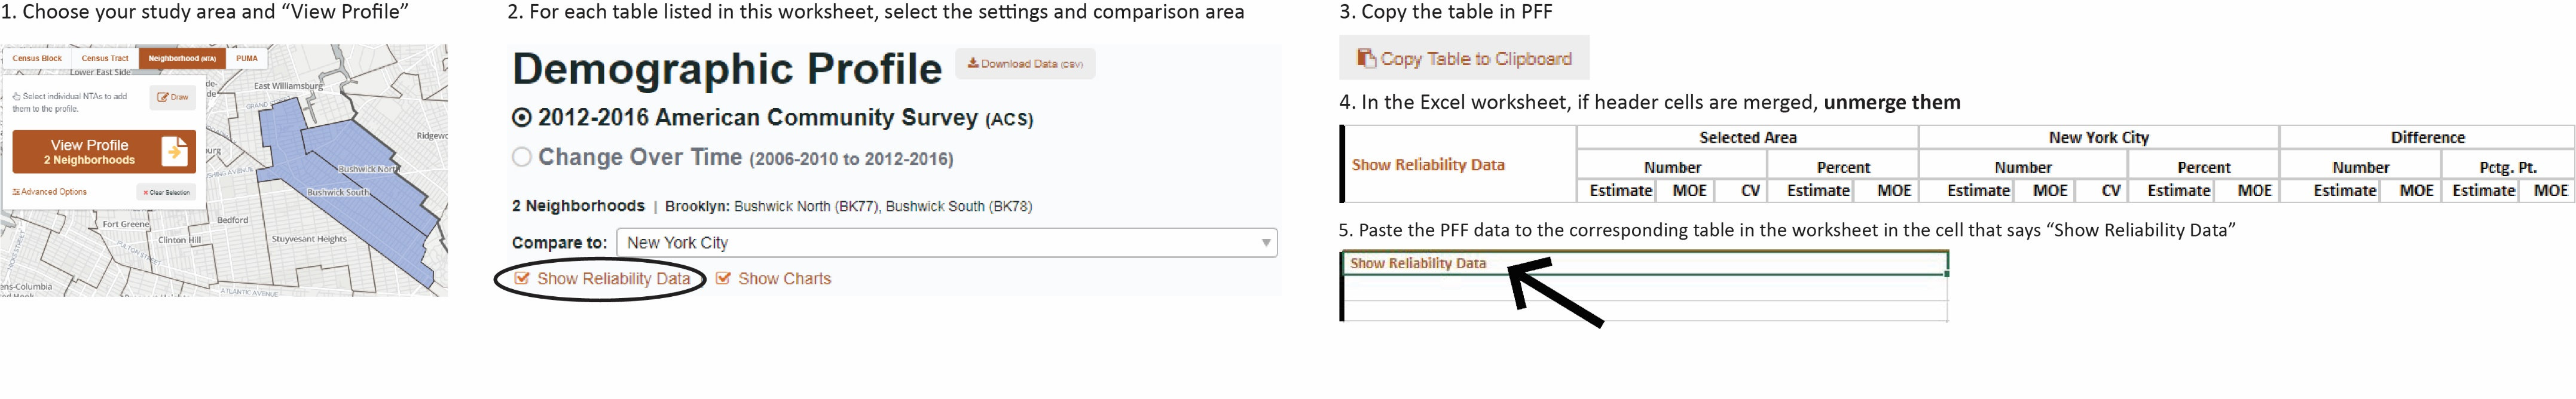 1. Choose your study area and “View Profile”
Census Block Census Tract Neighborhood (NTA) PUMA
Lower East Side
Select individual NTAs to add
them to the profile.
Draw
View Profile
2 Neighborhoods
Advanced Options
× Clear Selection
East Williamsburg
GRAND
Ridgew
Bushwick North
Bushwick South
Bedford
Fort Greene
Clinton Hill
Stuyvesant Heights
ATLANTIC AVENUE
ens-Columbia
2. For each table listed in this worksheet, select the settings and comparison area
Demographic Profile
Download Data (csv)
2012-2016 American Community Survey (ACS)
Change Over Time (2006-2010 to 2012-2016)
2 Neighborhoods | Brooklyn: Bushwick North (BK77), Bushwick South (BK78)
Compare to: New York City
Show Reliability Data Show Charts
3. Copy the table in PFF
Copy Table to Clipboard
4. In the Excel worksheet, if header cells are merged, unmerge them
Selected Area New York City Difference
Show Reliability Data
Number Percent Number Percent Number Pctg. Pt.
Estimate MOE CV Estimate MOE Estimate MOE CV Estimate MOE Estimate MOE Estimate MOE
5. Paste the PFF data to the corresponding table in the worksheet in the cell that says “Show Reliability Data”
Show Reliability Data